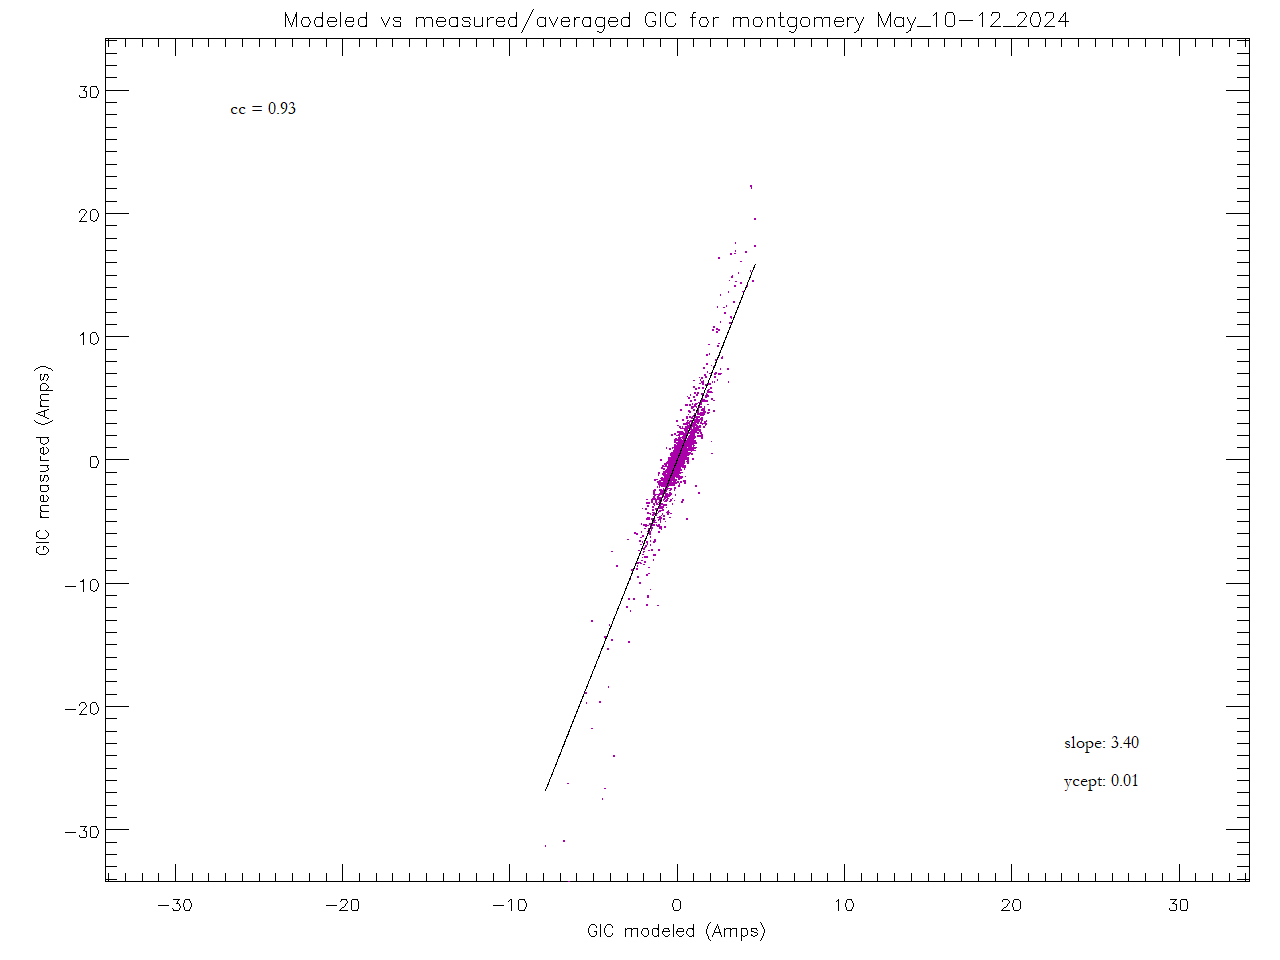 Modeled vs measured/averaged GIC for montgomery May_10-12_2024
cc = 0.93
30
20
10
0
-10
-20
-30
GIC measured (Amps)
slope: 3.40
ycept: 0.01
-30
-20
-10
0
10
20
30
GIC modeled (Amps)